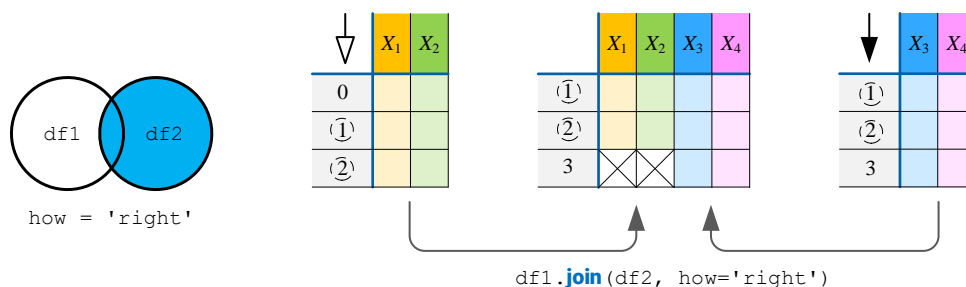 X1 X2
X1 X2 X3 X4
X3 X4
0
1
2
1
2
3
1
2
3
df1 df2
how = 'right'
df1.join(df2, how='right')